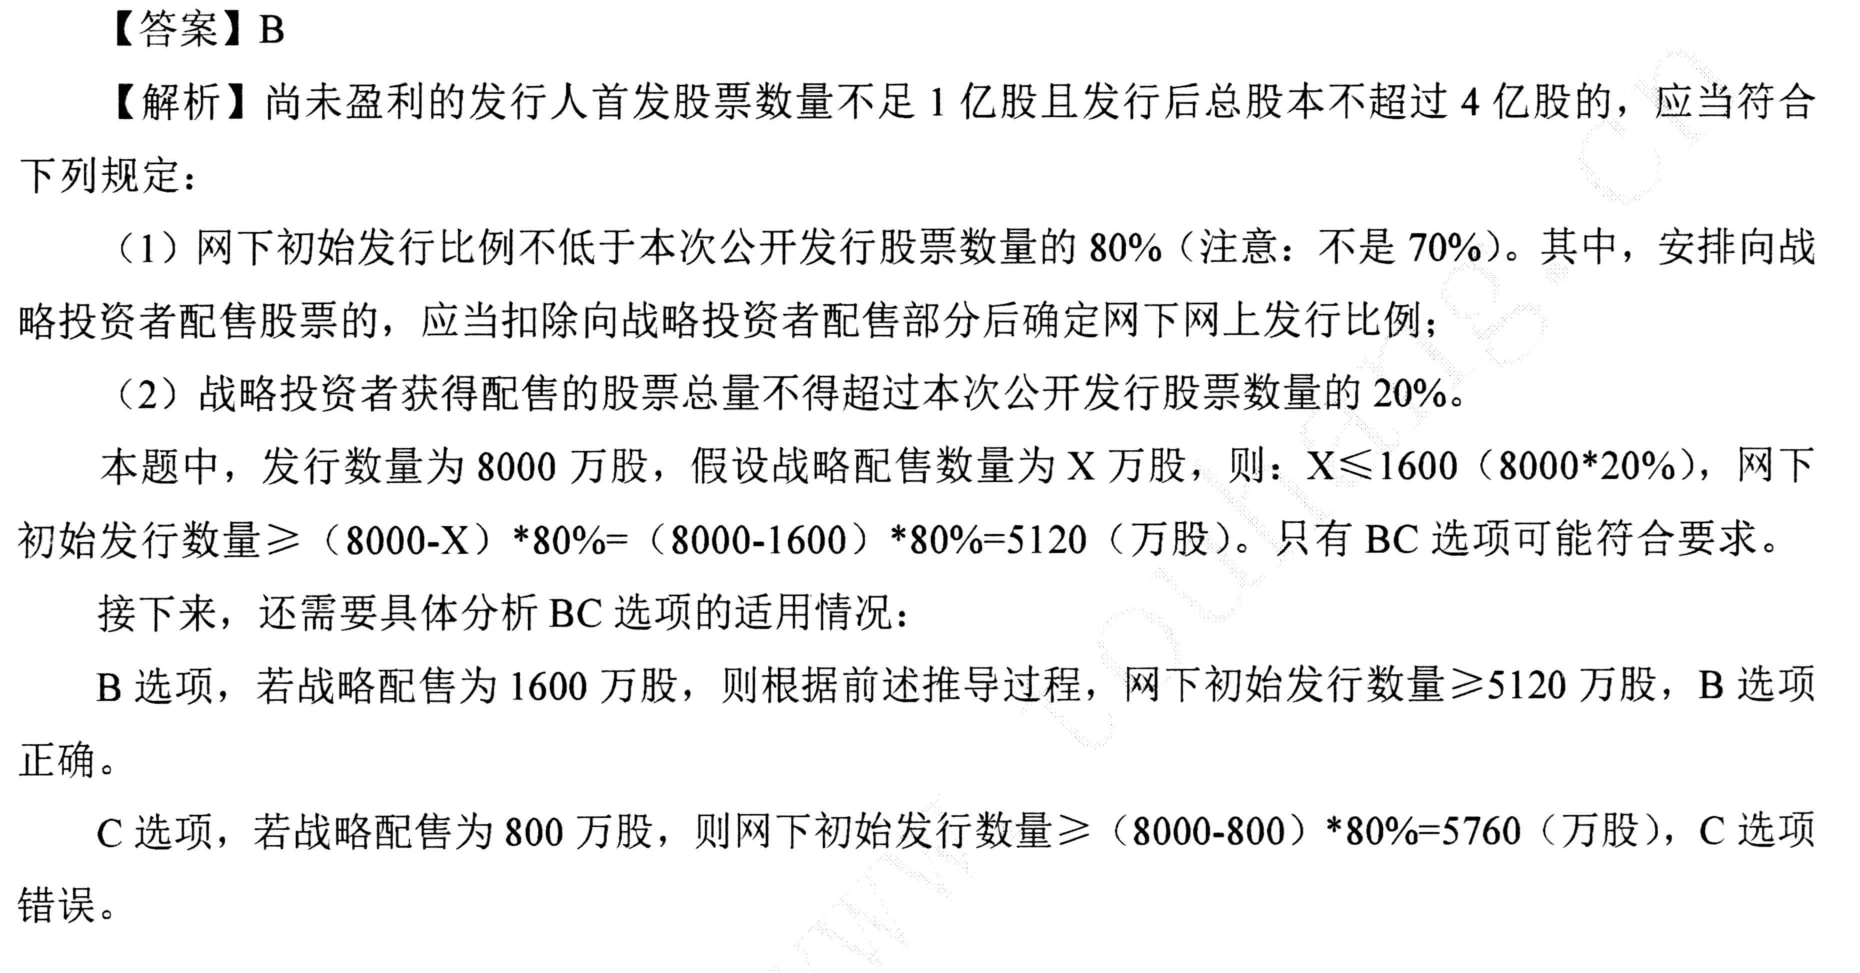 【答案】B
【解析】尚未盈利的发行人首发股票数量不足 1 亿股且发行后总股本不超过 4 亿股的，应当符合
下列规定：
（1）网下初始发行比例不低于本次公开发行股票数量的 80%（注意：不是 70%）。其中，安排向战
略投资者配售股票的，应当扣除向战略投资者配售部分后确定网下网上发行比例；
（2）战略投资者获得配售的股票总量不得超过本次公开发行股票数量的 20%。
本题中，发行数量为 8000 万股，假设战略配售数量为 X 万股，则：X≤1600（8000*20%），网下
初始发行数量≥（8000-X）*80%=（8000-1600）*80%=5120（万股）。只有 BC 选项可能符合要求。
接下来，还需要具体分析 BC 选项的适用情况：
B 选项，若战略配售为 1600 万股，则根据前述推导过程，网下初始发行数量≥5120 万股，B 选项
正确。
C 选项，若战略配售为 800 万股，则网下初始发行数量≥（8000-800）*80%=5760（万股），C 选项
错误。